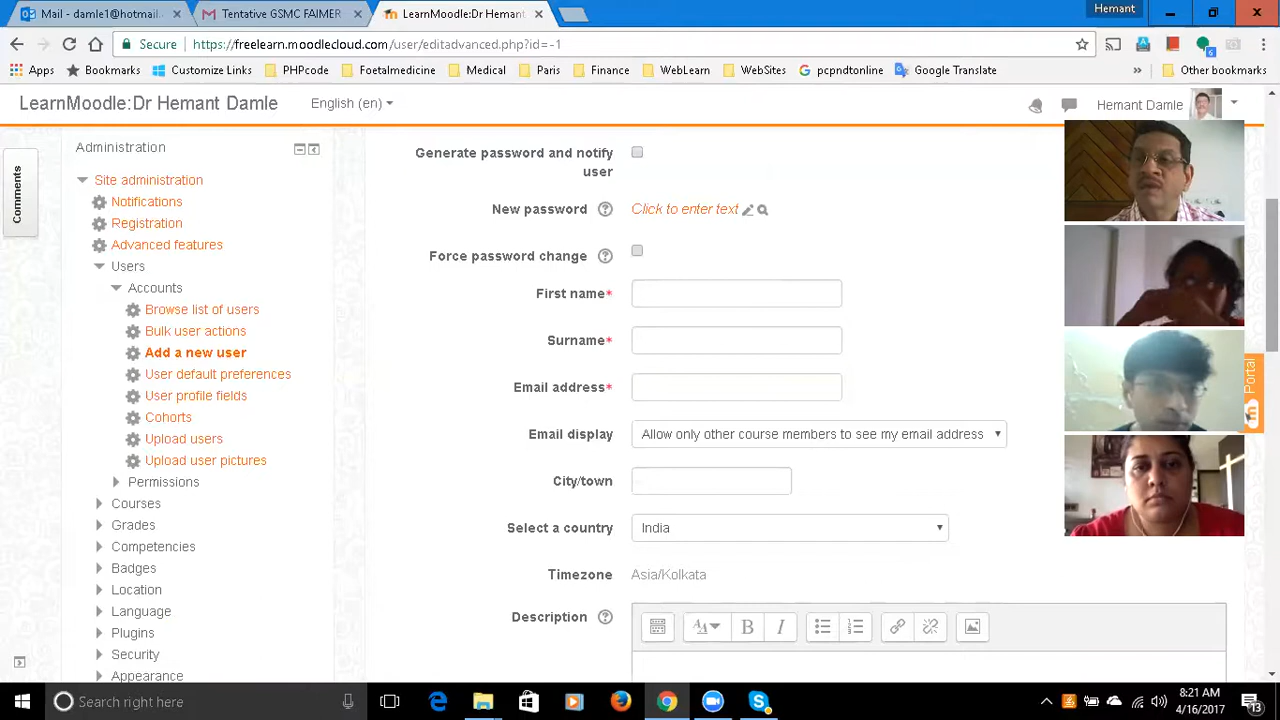 Hemant
Mail - damle1@hotmail.
Tentative GSMC FAIMER
LearnMoodle:Dr Hemant
Secure
https://freelearn.moodlecloud.com/user/editadvanced.php?id=-1
6
Apps
Bookmarks
Customize Links
PHPcode
Foetalmedicine
Medical
Paris
Finance
WebLearn
WebSites
pcpndtonline
Google Translate
Other bookmarks
LearnMoodle:Dr Hemant Damle
English (en)
Hemant Damle
Comments
Administration
Site administration
Notifications
Registration
Advanced features
Users
Accounts
Browse list of users
Bulk user actions
Add a new user
User default preferences
User profile fields
Cohorts
Upload users
Upload user pictures
Permissions
Courses
Grades
Competencies
Badges
Location
Language
Plugins
Security
Appearance
Generate password and notify
user
New password
Click to enter text
Force password change
First name*
Surname*
Email address*
Email display
Allow only other course members to see my email address
City/town
Select a country
India
Timezone
Asia/Kolkata
Description
B
I
Portal
Search right here
8:21 AM
4/16/2017
13